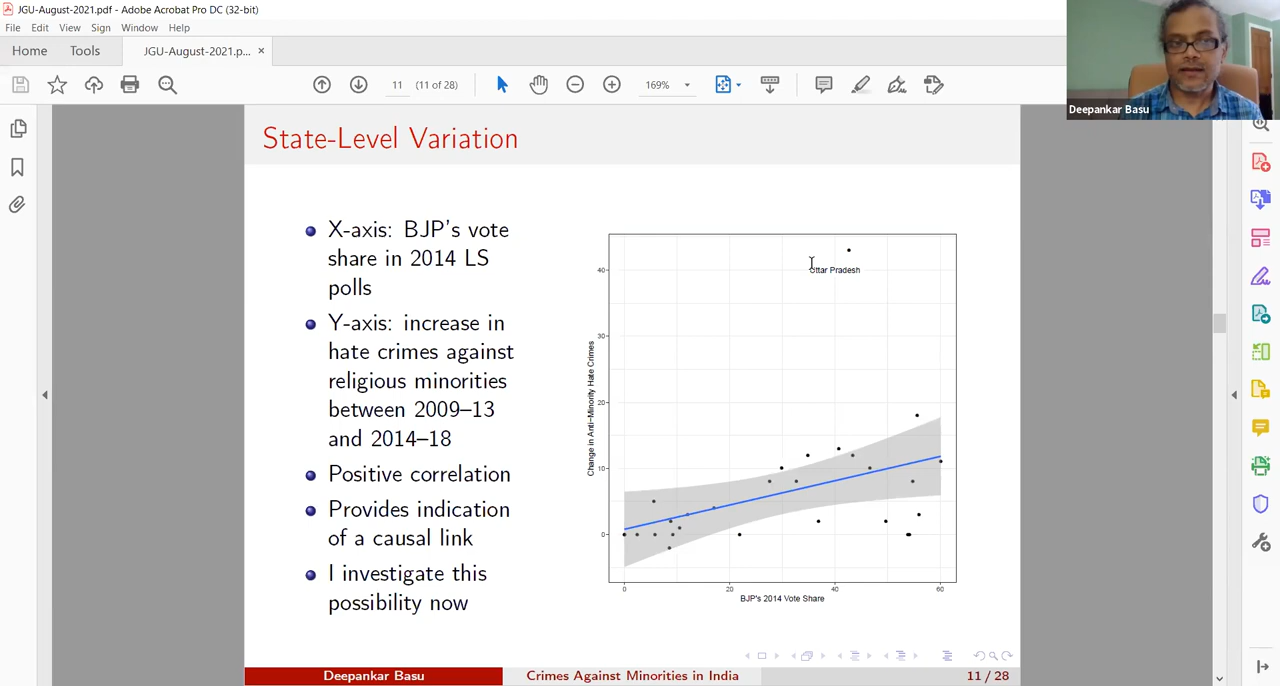 JGU-August-2021.pdf - Adobe Acrobat Pro DC (32-bit)
File Edit View Sign Window Help
Home Tools JGU-August-2021.p... ×
11 (11 of 28) 169%
Deepankar Basu
State-Level Variation
X-axis: BJP's vote
share in 2014 LS
polls
Y-axis: increase in
hate crimes against
religious minorities
between 2009–13
and 2014–18
Positive correlation
Provides indication
of a causal link
I investigate this
possibility now
Uttar Pradesh
40
30
20
10
0
Change in Anti-Minority Hate Crimes
0 20 40 60
BJP's 2014 Vote Share
Deepankar Basu Crimes Against Minorities in India 11 / 28